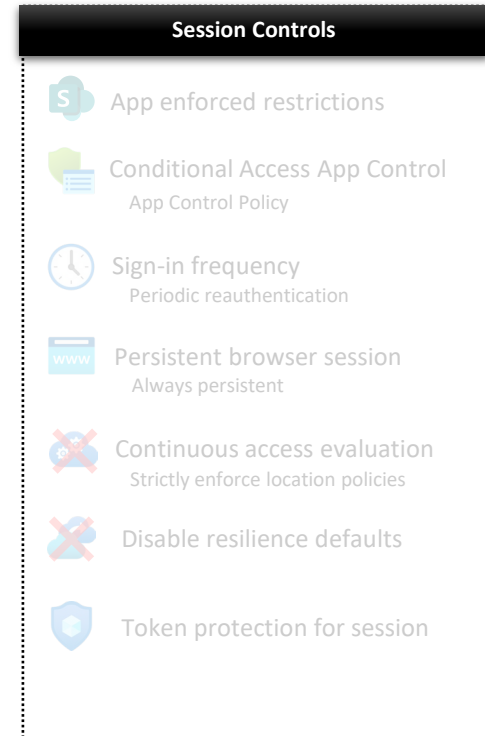 Session Controls
S
App enforced restrictions
Conditional Access App Control
App Control Policy
Sign-in frequency
Periodic reauthentication
www
Persistent browser session
Always persistent
Continuous access evaluation
Strictly enforce location policies
Disable resilience defaults
Token protection for session